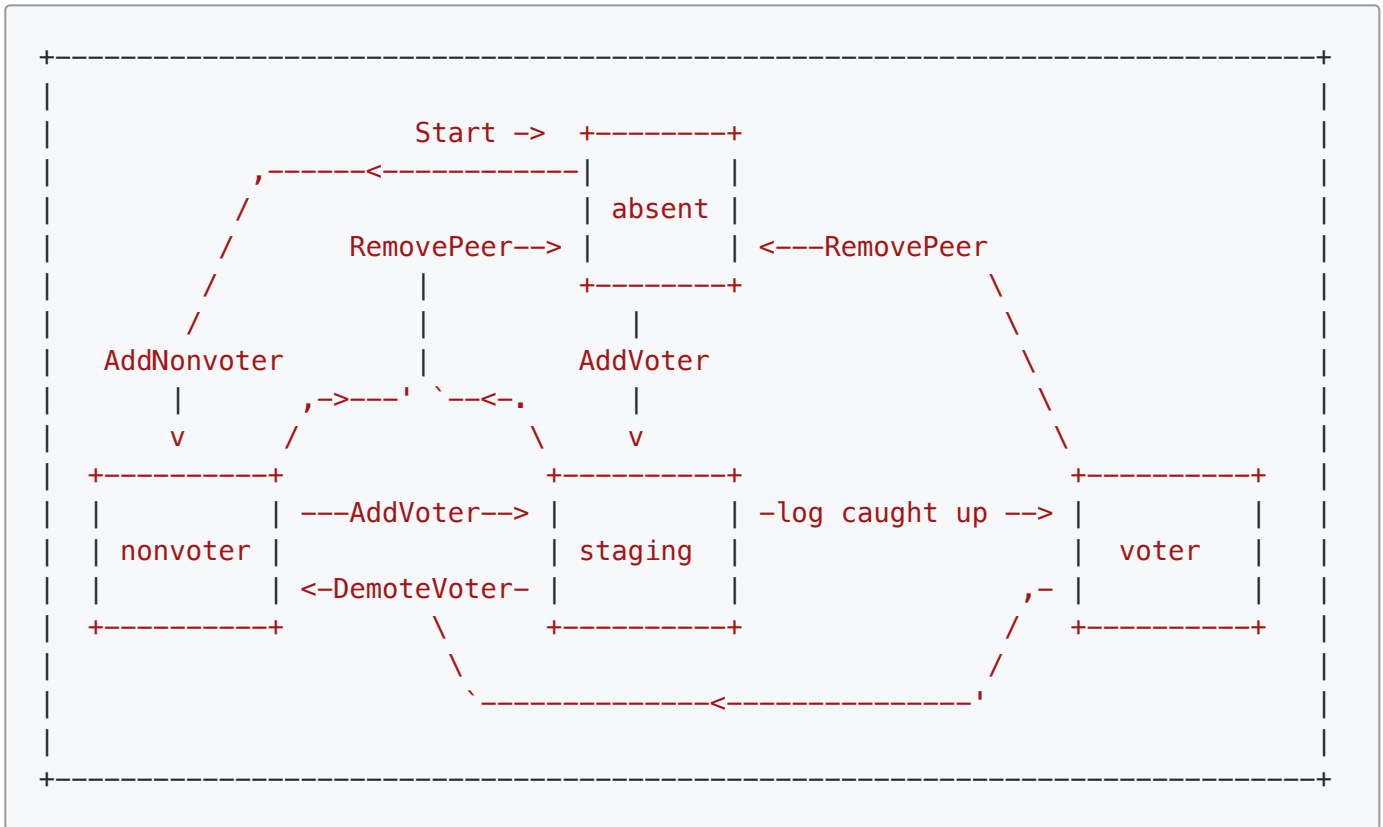 +------------------------------------------------------------------------------+
|                                                                              |
|                      Start ->  +--------+                                    |
|            ,------<------------|        |                                    |
|           /                    | absent |                                    |
|          /       RemovePeer--> |        | <---RemovePeer                     |
|         /            |         +--------+               \                    |
|        /             |            |                      \                   |
|   AddNonvoter        |         AddVoter                   \                  |
|       |       ,->---' `--<-.      |                        \                 |
|       v      /              \     v                         \                |
|  +----------+                +----------+                    +----------+    |
|  |          | ---AddVoter--> |          | -log caught up --> |          |    |
|  | nonvoter |                | staging  |                    |  voter   |    |
|  |          | <-DemoteVoter- |          |                 ,- |          |    |
|  +----------+         \      +----------+                /   +----------+    |
|                        \                                /                    |
|                         `--------------<---------------'                     |
|                                                                              |
+------------------------------------------------------------------------------+